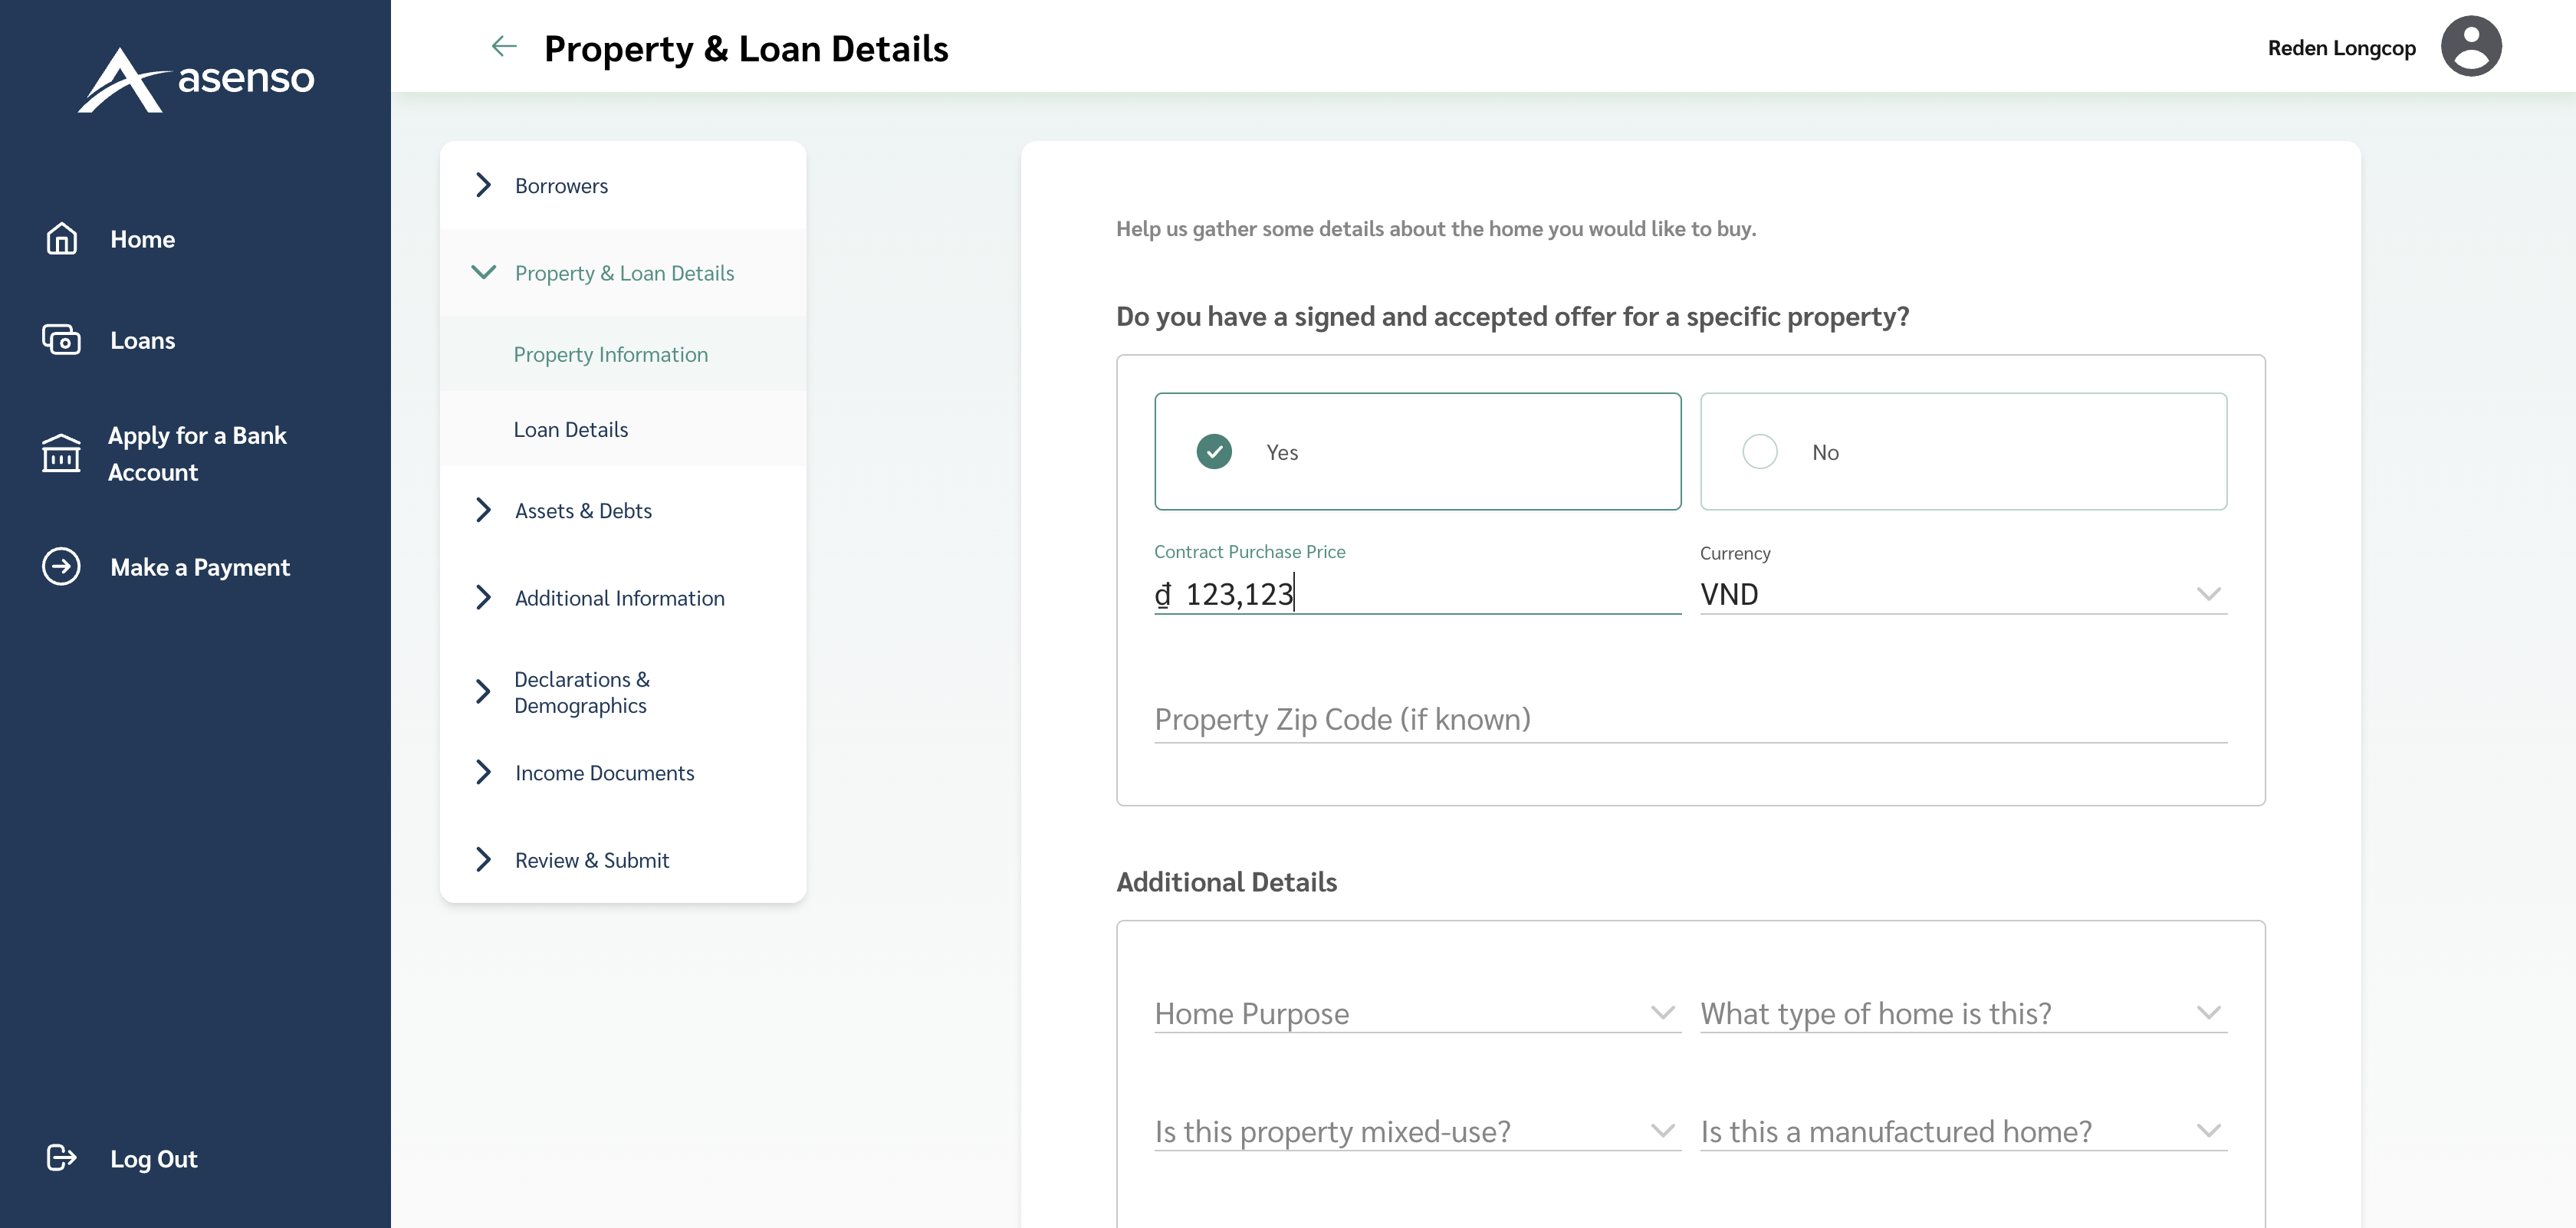 asenso
Home
Loans
Apply for a Bank
Account
Make a Payment
Log Out
Property & Loan Details
Reden Longcop
Borrowers
Property & Loan Details
Property Information
Loan Details
Assets & Debts
Additional Information
Declarations &
Demographics
Income Documents
Review & Submit
Help us gather some details about the home you would like to buy.
Do you have a signed and accepted offer for a specific property?
Yes
No
Contract Purchase Price
Currency
₫ 123,123
VND
Property Zip Code (if known)
Additional Details
Home Purpose
What type of home is this?
Is this property mixed-use?
Is this a manufactured home?